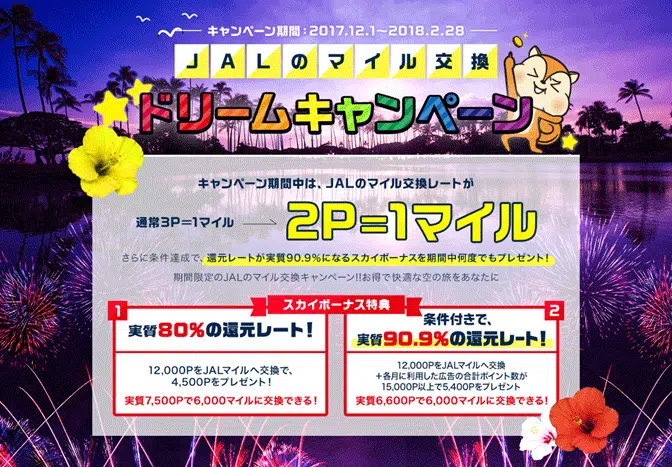 キャンペーン期間：2017.12.1〜2018.2.28
JALのマイル交換
ドリームキャンペーン
キャンペーン期間中は、JALのマイル交換レートが
通常3P=1マイル → 2P=1マイル
さらに条件達成で、還元レートが実質90.9%になるスカイボーナスを期間中何度でもプレゼント！
期間限定のJALのマイル交換キャンペーン!!お得で快適な空の旅をあなたに
スカイボーナス特典
1
実質80%の還元レート！
12,000PをJALマイルへ交換で、
4,500Pをプレゼント！
実質7,500Pで6,000マイルに交換できる！
2
条件付きで、
実質90.9%の還元レート！
12,000PをJALマイルへ交換
＋各月に利用した広告の合計ポイント数が
15,000P以上で5,400Pをプレゼント
実質6,600Pで6,000マイルに交換できる！